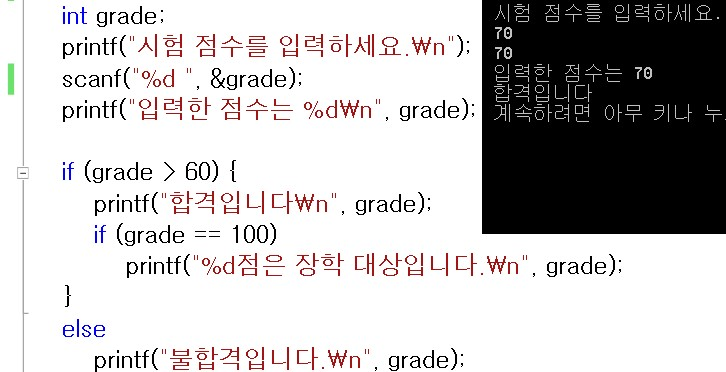 int grade;
printf("시험 점수를 입력하세요.₩n");
scanf("%d ", &grade);
printf("입력한 점수는 %d₩n", grade);
if (grade > 60) {
printf("합격입니다₩n", grade);
if (grade == 100)
printf("%d점은 장학 대상입니다.₩n", grade);
}
else
printf("불합격입니다.₩n", grade);
시험 점수를 입력하세요.
70
70
입력한 점수는 70
합격입니다
계속하려면 아무 키나 누